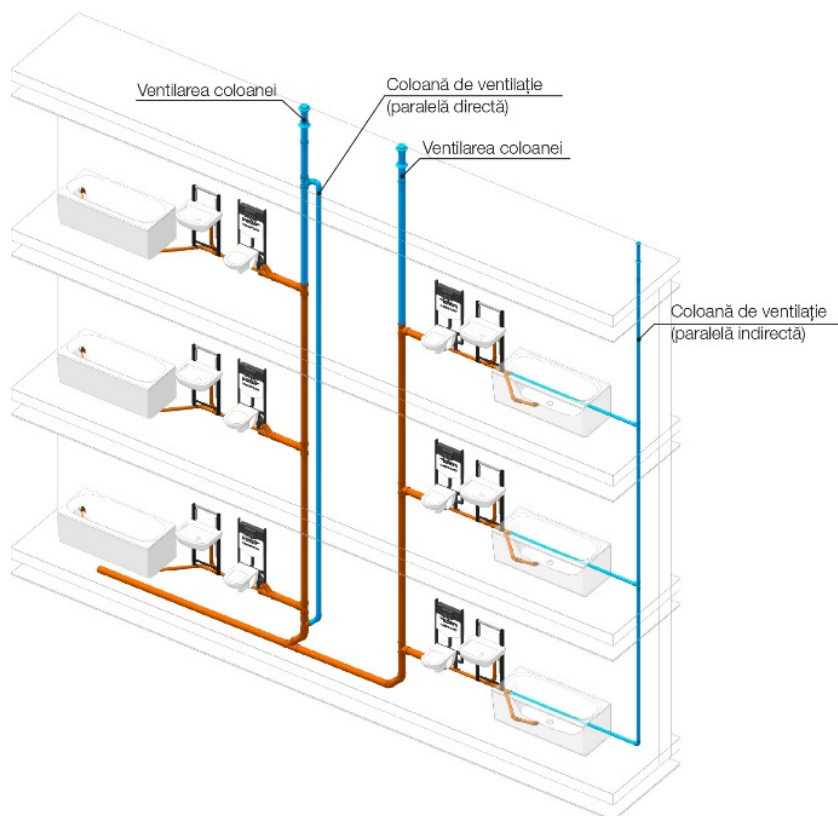 Ventilarea coloanei
Coloană de ventilație
(paralelă directă)
Ventilarea coloanei
Coloană de ventilație
(paralelă indirectă)